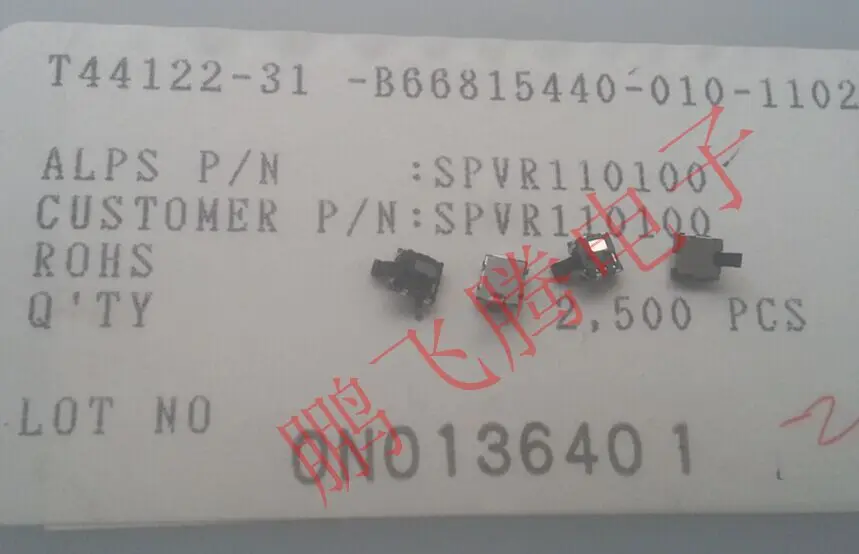 T44122-31 -B66815440-010-1102
ALPS P/N :SPVR110100
CUSTOMER P/N:SPVR110100
ROHS
Q'TY 2,500 PCS
LOT NO
0N0136401
鹏飞腾电子